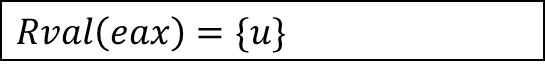 Rval(eax) = {u}